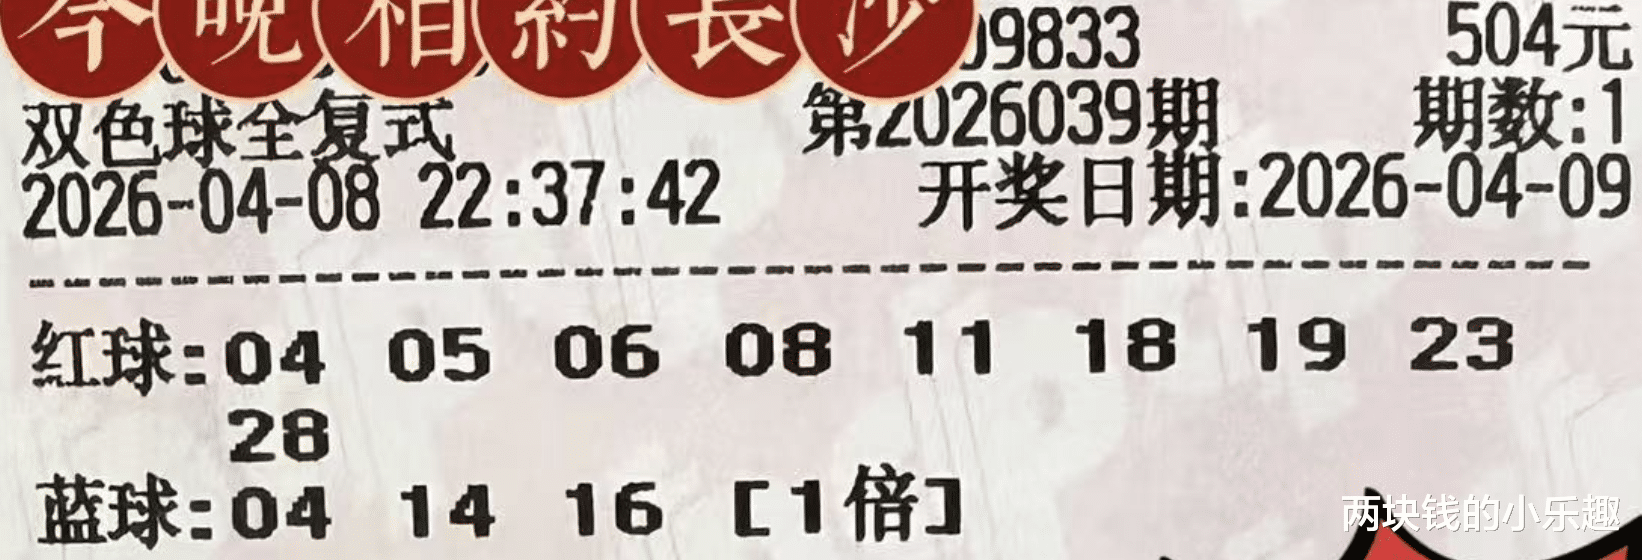 今晚相約長沙
09833 504元
双色球全复式 第2026039期 期数:1
2026-04-08 22:37:42 开奖日期:2026-04-09
红球:04 05 06 08 11 18 19 23
28
蓝球:04 14 16 [1倍]
两块钱的小乐趣